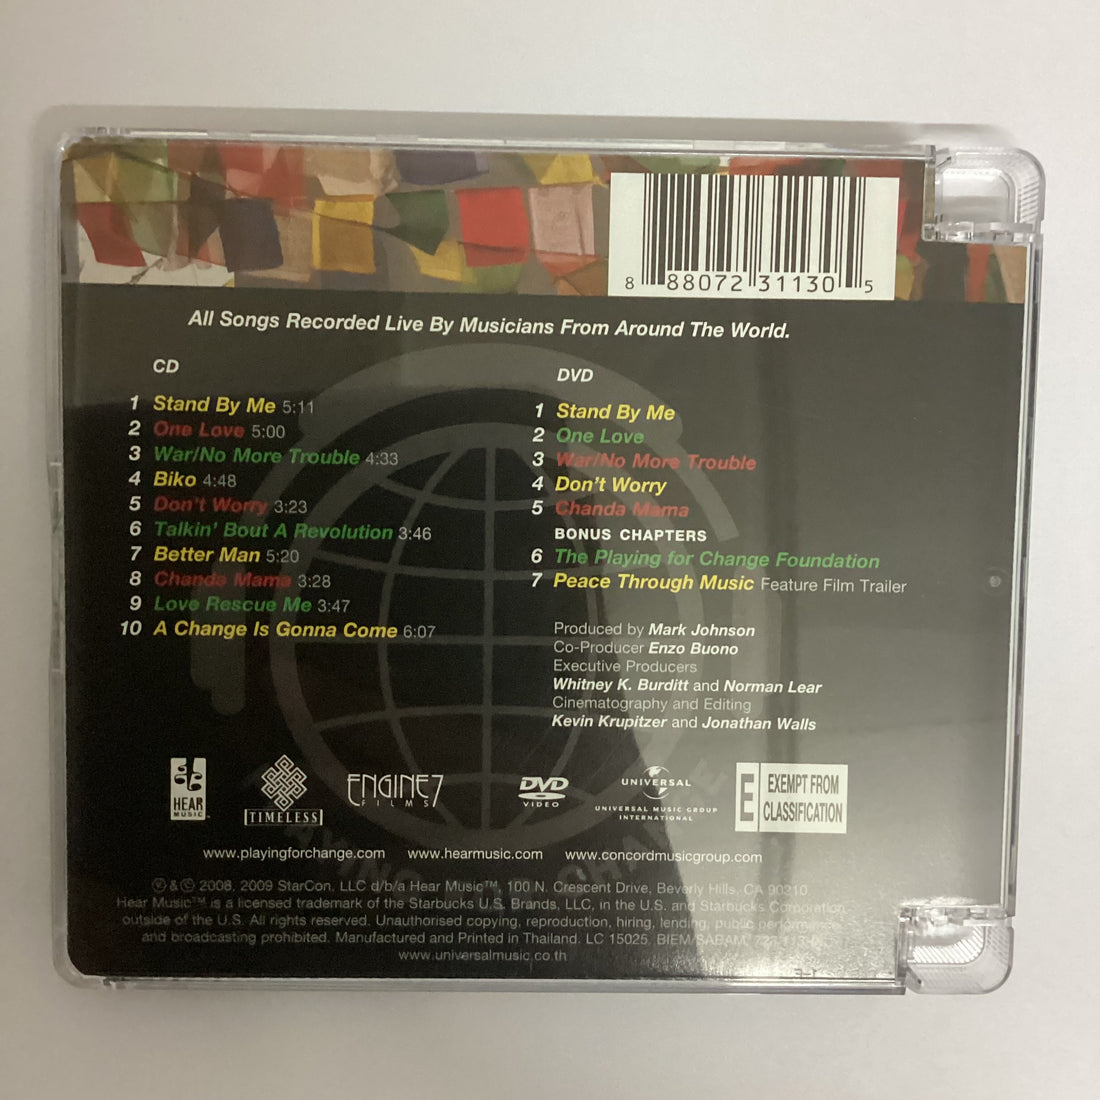 8 88072 31130 5
All Songs Recorded Live By Musicians From Around The World.
CD
1 Stand By Me 5:11
2 One Love 5:00
3 War/No More Trouble 4:33
4 Biko 4:48
5 Don't Worry 3:23
6 Talkin' Bout A Revolution 3:46
7 Better Man 5:20
8 Chanda Mama 3:28
9 Love Rescue Me 3:47
10 A Change Is Gonna Come 6:07
DVD
1 Stand By Me
2 One Love
3 War/No More Trouble
4 Don't Worry
5 Chanda Mama
BONUS CHAPTERS
6 The Playing for Change Foundation
7 Peace Through Music Feature Film Trailer
Produced by Mark Johnson
Co-Producer Enzo Buono
Executive Producers
Whitney K. Burditt and Norman Lear
Cinematography and Editing
Kevin Krupitzer and Jonathan Walls
HEAR
MUSIC
TIMELESS
ENGINE7
FILMS
DVD
VIDEO
UNIVERSAL
UNIVERSAL MUSIC GROUP
INTERNATIONAL
E EXEMPT FROM
CLASSIFICATION
www.playingforchange.com www.hearmusic.com www.concordmusicgroup.com
℗ & © 2008, 2009 StarCon, LLC d/b/a Hear Music™, 100 N. Crescent Drive, Beverly Hills, CA 90210.
Hear Music™ is a licensed trademark of the Starbucks U.S. Brands, LLC, in the U.S. and Starbucks Corporation
outside of the U.S. All rights reserved. Unauthorised copying, reproduction, hiring, lending, public performance
and broadcasting prohibited. Manufactured and Printed in Thailand. LC 15025. BIEM/SABAM.
www.universalmusic.co.th